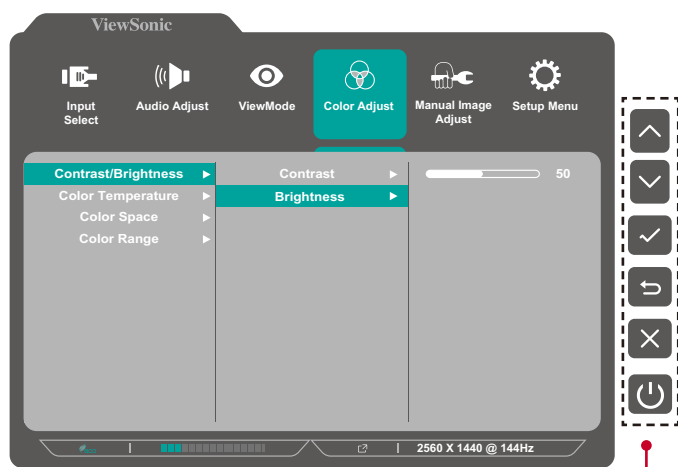 ViewSonic
Input Select
Audio Adjust
ViewMode
Color Adjust
Manual Image Adjust
Setup Menu
Contrast/Brightness
Contrast
50
Color Temperature
Brightness
Color Space
Color Range
2560 X 1440 @ 144Hz